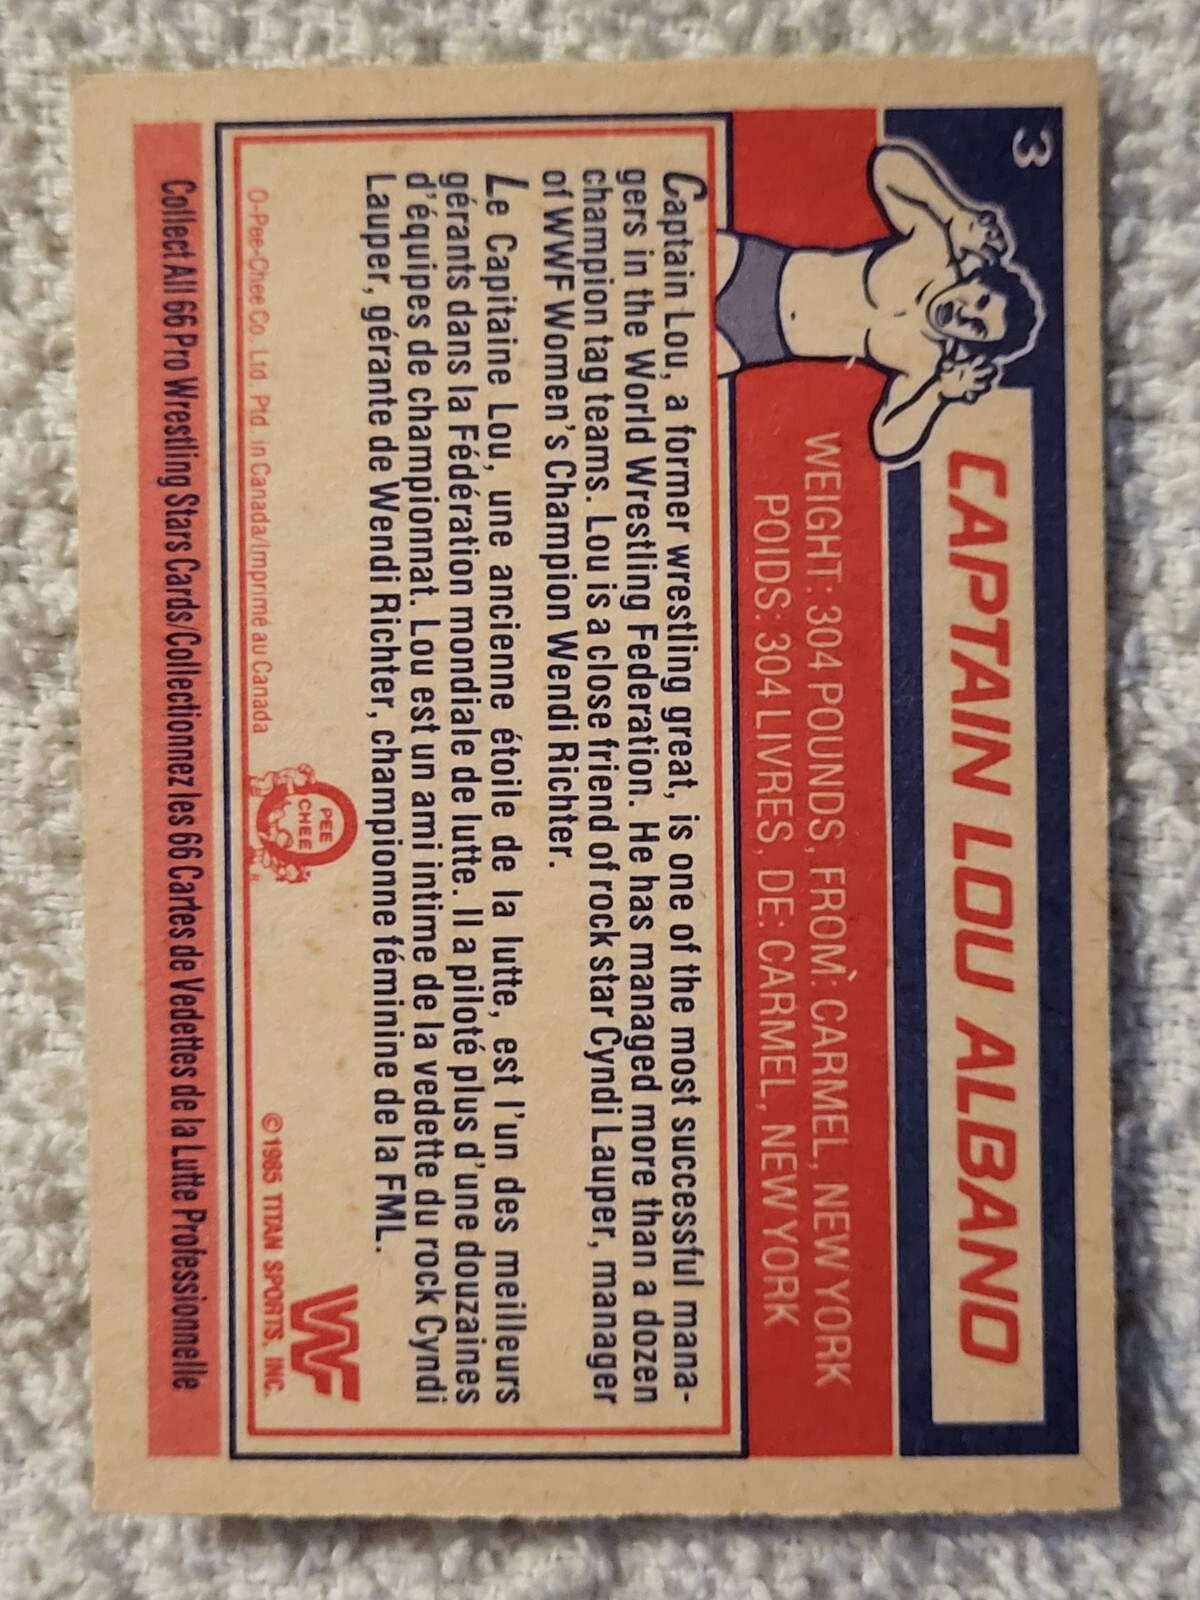 3
CAPTAIN LOU ALBANO
WEIGHT: 304 POUNDS, FROM: CARMEL, NEW YORK
POIDS: 304 LIVRES, DE: CARMEL, NEW YORK
Captain Lou, a former wrestling great, is one of the most successful mana-
gers in the World Wrestling Federation. He has managed more than a dozen
champion tag teams. Lou is a close friend of rock star Cyndi Lauper, manager
of WWF Women's Champion Wendi Richter.
Le Capitaine Lou, une ancienne étoile de la lutte, est l'un des meilleurs
gérants dans la Fédération mondiale de lutte. Il a piloté plus d'une douzaines
d'équipes de championnat. Lou est un ami intime de la vedette du rock Cyndi
Lauper, gérante de Wendi Richter, championne féminine de la FML.
O-Pee-Chee Co. Ltd. Ptd. in Canada/Imprimé au Canada
PEE
CHEE
WF
© 1985 TITAN SPORTS, INC.
Collect All 66 Pro Wrestling Stars Cards/Collectionnez les 66 Cartes de Vedettes de la Lutte Professionnelle